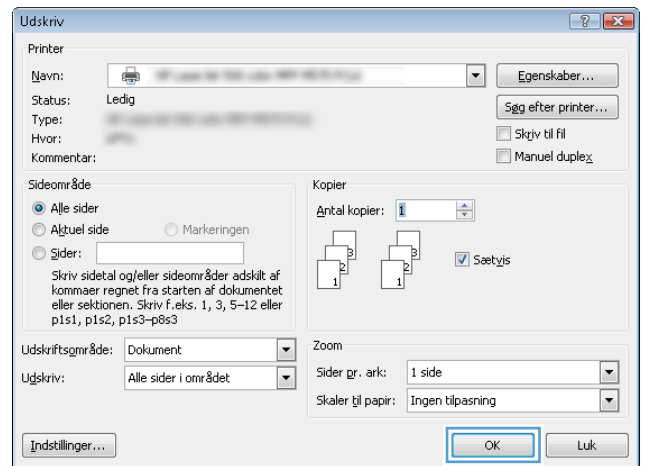 Udskriv
Printer
Navn:
Egenskaber...
Status: Ledig
Søg efter printer...
Type:
Hvor:
Skriv til fil
Kommentar:
Manuel duplex
Sideområde
Alle sider
Aktuel side Markeringen
Sider:
Skriv sidetal og/eller sideområder adskilt af
kommaer regnet fra starten af dokumentet
eller sektionen. Skriv f.eks. 1, 3, 5–12 eller
p1s1, p1s2, p1s3–p8s3
Kopier
Antal kopier: 1
3 3
2 2
1 1
Sætvis
Udskriftsområde: Dokument
Udskriv: Alle sider i området
Zoom
Sider pr. ark: 1 side
Skaler til papir: Ingen tilpasning
Indstillinger...
OK
Luk